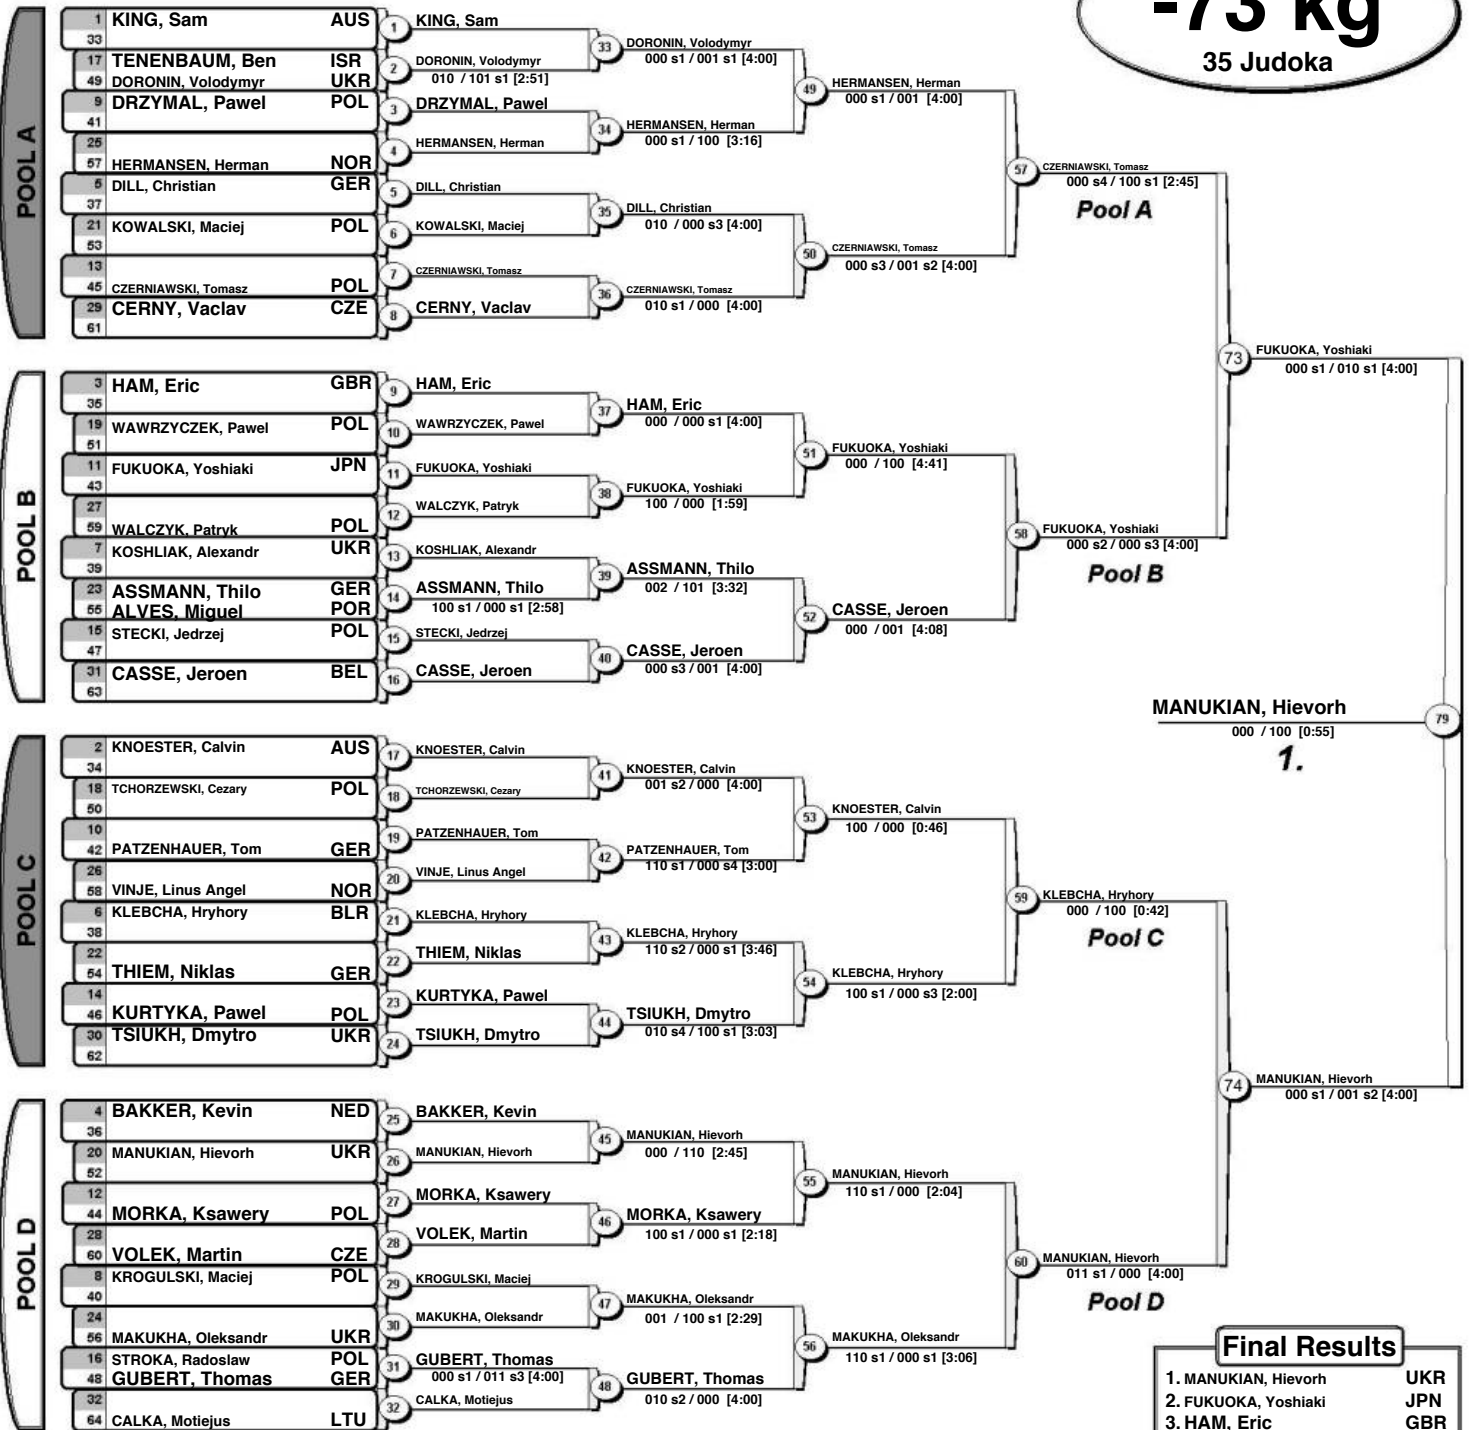 -73 kg
35 Judoka
POOL A
1 KING, Sam AUS
33
17 TENENBAUM, Ben ISR
49 DORONIN, Volodymyr UKR
9 DRZYMAL, Pawel POL
41
25
57 HERMANSEN, Herman NOR
5 DILL, Christian GER
37
21 KOWALSKI, Maciej POL
53
13
45 CZERNIAWSKI, Tomasz POL
29 CERNY, Vaclav CZE
61
1 KING, Sam
2 DORONIN, Volodymyr
010 / 101 s1 [2:51]
3 DRZYMAL, Pawel
4 HERMANSEN, Herman
5 DILL, Christian
6 KOWALSKI, Maciej
7 CZERNIAWSKI, Tomasz
8 CERNY, Vaclav
33 DORONIN, Volodymyr
000 s1 / 001 s1 [4:00]
34 HERMANSEN, Herman
000 s1 / 100 [3:16]
35 DILL, Christian
010 / 000 s3 [4:00]
36 CZERNIAWSKI, Tomasz
010 s1 / 000 [4:00]
49 HERMANSEN, Herman
000 s1 / 001 [4:00]
50 CZERNIAWSKI, Tomasz
000 s3 / 001 s2 [4:00]
57 CZERNIAWSKI, Tomasz
000 s4 / 100 s1 [2:45]
Pool A
POOL B
3 HAM, Eric GBR
35
19 WAWRZYCZEK, Pawel POL
51
11 FUKUOKA, Yoshiaki JPN
43
27
59 WALCZYK, Patryk POL
7 KOSHLIAK, Alexandr UKR
39
23 ASSMANN, Thilo GER
55 ALVES, Miguel POR
15 STECKI, Jedrzej POL
47
31 CASSE, Jeroen BEL
63
9 HAM, Eric
10 WAWRZYCZEK, Pawel
11 FUKUOKA, Yoshiaki
12 WALCZYK, Patryk
13 KOSHLIAK, Alexandr
14 ASSMANN, Thilo
100 s1 / 000 s1 [2:58]
15 STECKI, Jedrzej
16 CASSE, Jeroen
37 HAM, Eric
000 / 000 s1 [4:00]
38 FUKUOKA, Yoshiaki
100 / 000 [1:59]
39 ASSMANN, Thilo
002 / 101 [3:32]
40 CASSE, Jeroen
000 s3 / 001 [4:00]
51 FUKUOKA, Yoshiaki
000 / 100 [4:41]
52 CASSE, Jeroen
000 / 001 [4:08]
58 FUKUOKA, Yoshiaki
000 s2 / 000 s3 [4:00]
Pool B
73 FUKUOKA, Yoshiaki
000 s1 / 010 s1 [4:00]
MANUKIAN, Hievorh 79
000 / 100 [0:55]
1.
POOL C
2 KNOESTER, Calvin AUS
34
18 TCHORZEWSKI, Cezary POL
50
10
42 PATZENHAUER, Tom GER
26
58 VINJE, Linus Angel NOR
6 KLEBCHA, Hryhory BLR
38
22
54 THIEM, Niklas GER
14
46 KURTYKA, Pawel POL
30 TSIUKH, Dmytro UKR
62
17 KNOESTER, Calvin
18 TCHORZEWSKI, Cezary
19 PATZENHAUER, Tom
20 VINJE, Linus Angel
21 KLEBCHA, Hryhory
22 THIEM, Niklas
23 KURTYKA, Pawel
24 TSIUKH, Dmytro
41 KNOESTER, Calvin
001 s2 / 000 [4:00]
42 PATZENHAUER, Tom
110 s1 / 000 s4 [3:00]
43 KLEBCHA, Hryhory
110 s2 / 000 s1 [3:46]
44 TSIUKH, Dmytro
010 s4 / 100 s1 [3:03]
53 KNOESTER, Calvin
100 / 000 [0:46]
54 KLEBCHA, Hryhory
100 s1 / 000 s3 [2:00]
59 KLEBCHA, Hryhory
000 / 100 [0:42]
Pool C
74 MANUKIAN, Hievorh
000 s1 / 001 s2 [4:00]
POOL D
4 BAKKER, Kevin NED
36
20 MANUKIAN, Hievorh UKR
52
12
44 MORKA, Ksawery POL
28
60 VOLEK, Martin CZE
8 KROGULSKI, Maciej POL
40
24
56 MAKUKHA, Oleksandr UKR
16 STROKA, Radoslaw POL
48 GUBERT, Thomas GER
32
64 CALKA, Motiejus LTU
25 BAKKER, Kevin
26 MANUKIAN, Hievorh
27 MORKA, Ksawery
28 VOLEK, Martin
29 KROGULSKI, Maciej
30 MAKUKHA, Oleksandr
31 GUBERT, Thomas
000 s1 / 011 s3 [4:00]
32 CALKA, Motiejus
45 MANUKIAN, Hievorh
000 / 110 [2:45]
46 MORKA, Ksawery
100 s1 / 000 s1 [2:18]
47 MAKUKHA, Oleksandr
001 / 100 s1 [2:29]
48 GUBERT, Thomas
010 s2 / 000 [4:00]
55 MANUKIAN, Hievorh
110 s1 / 000 [2:04]
56 MAKUKHA, Oleksandr
110 s1 / 000 s1 [3:06]
60 MANUKIAN, Hievorh
011 s1 / 000 [4:00]
Pool D
Final Results
1. MANUKIAN, Hievorh UKR
2. FUKUOKA, Yoshiaki JPN
3. HAM, Eric GBR